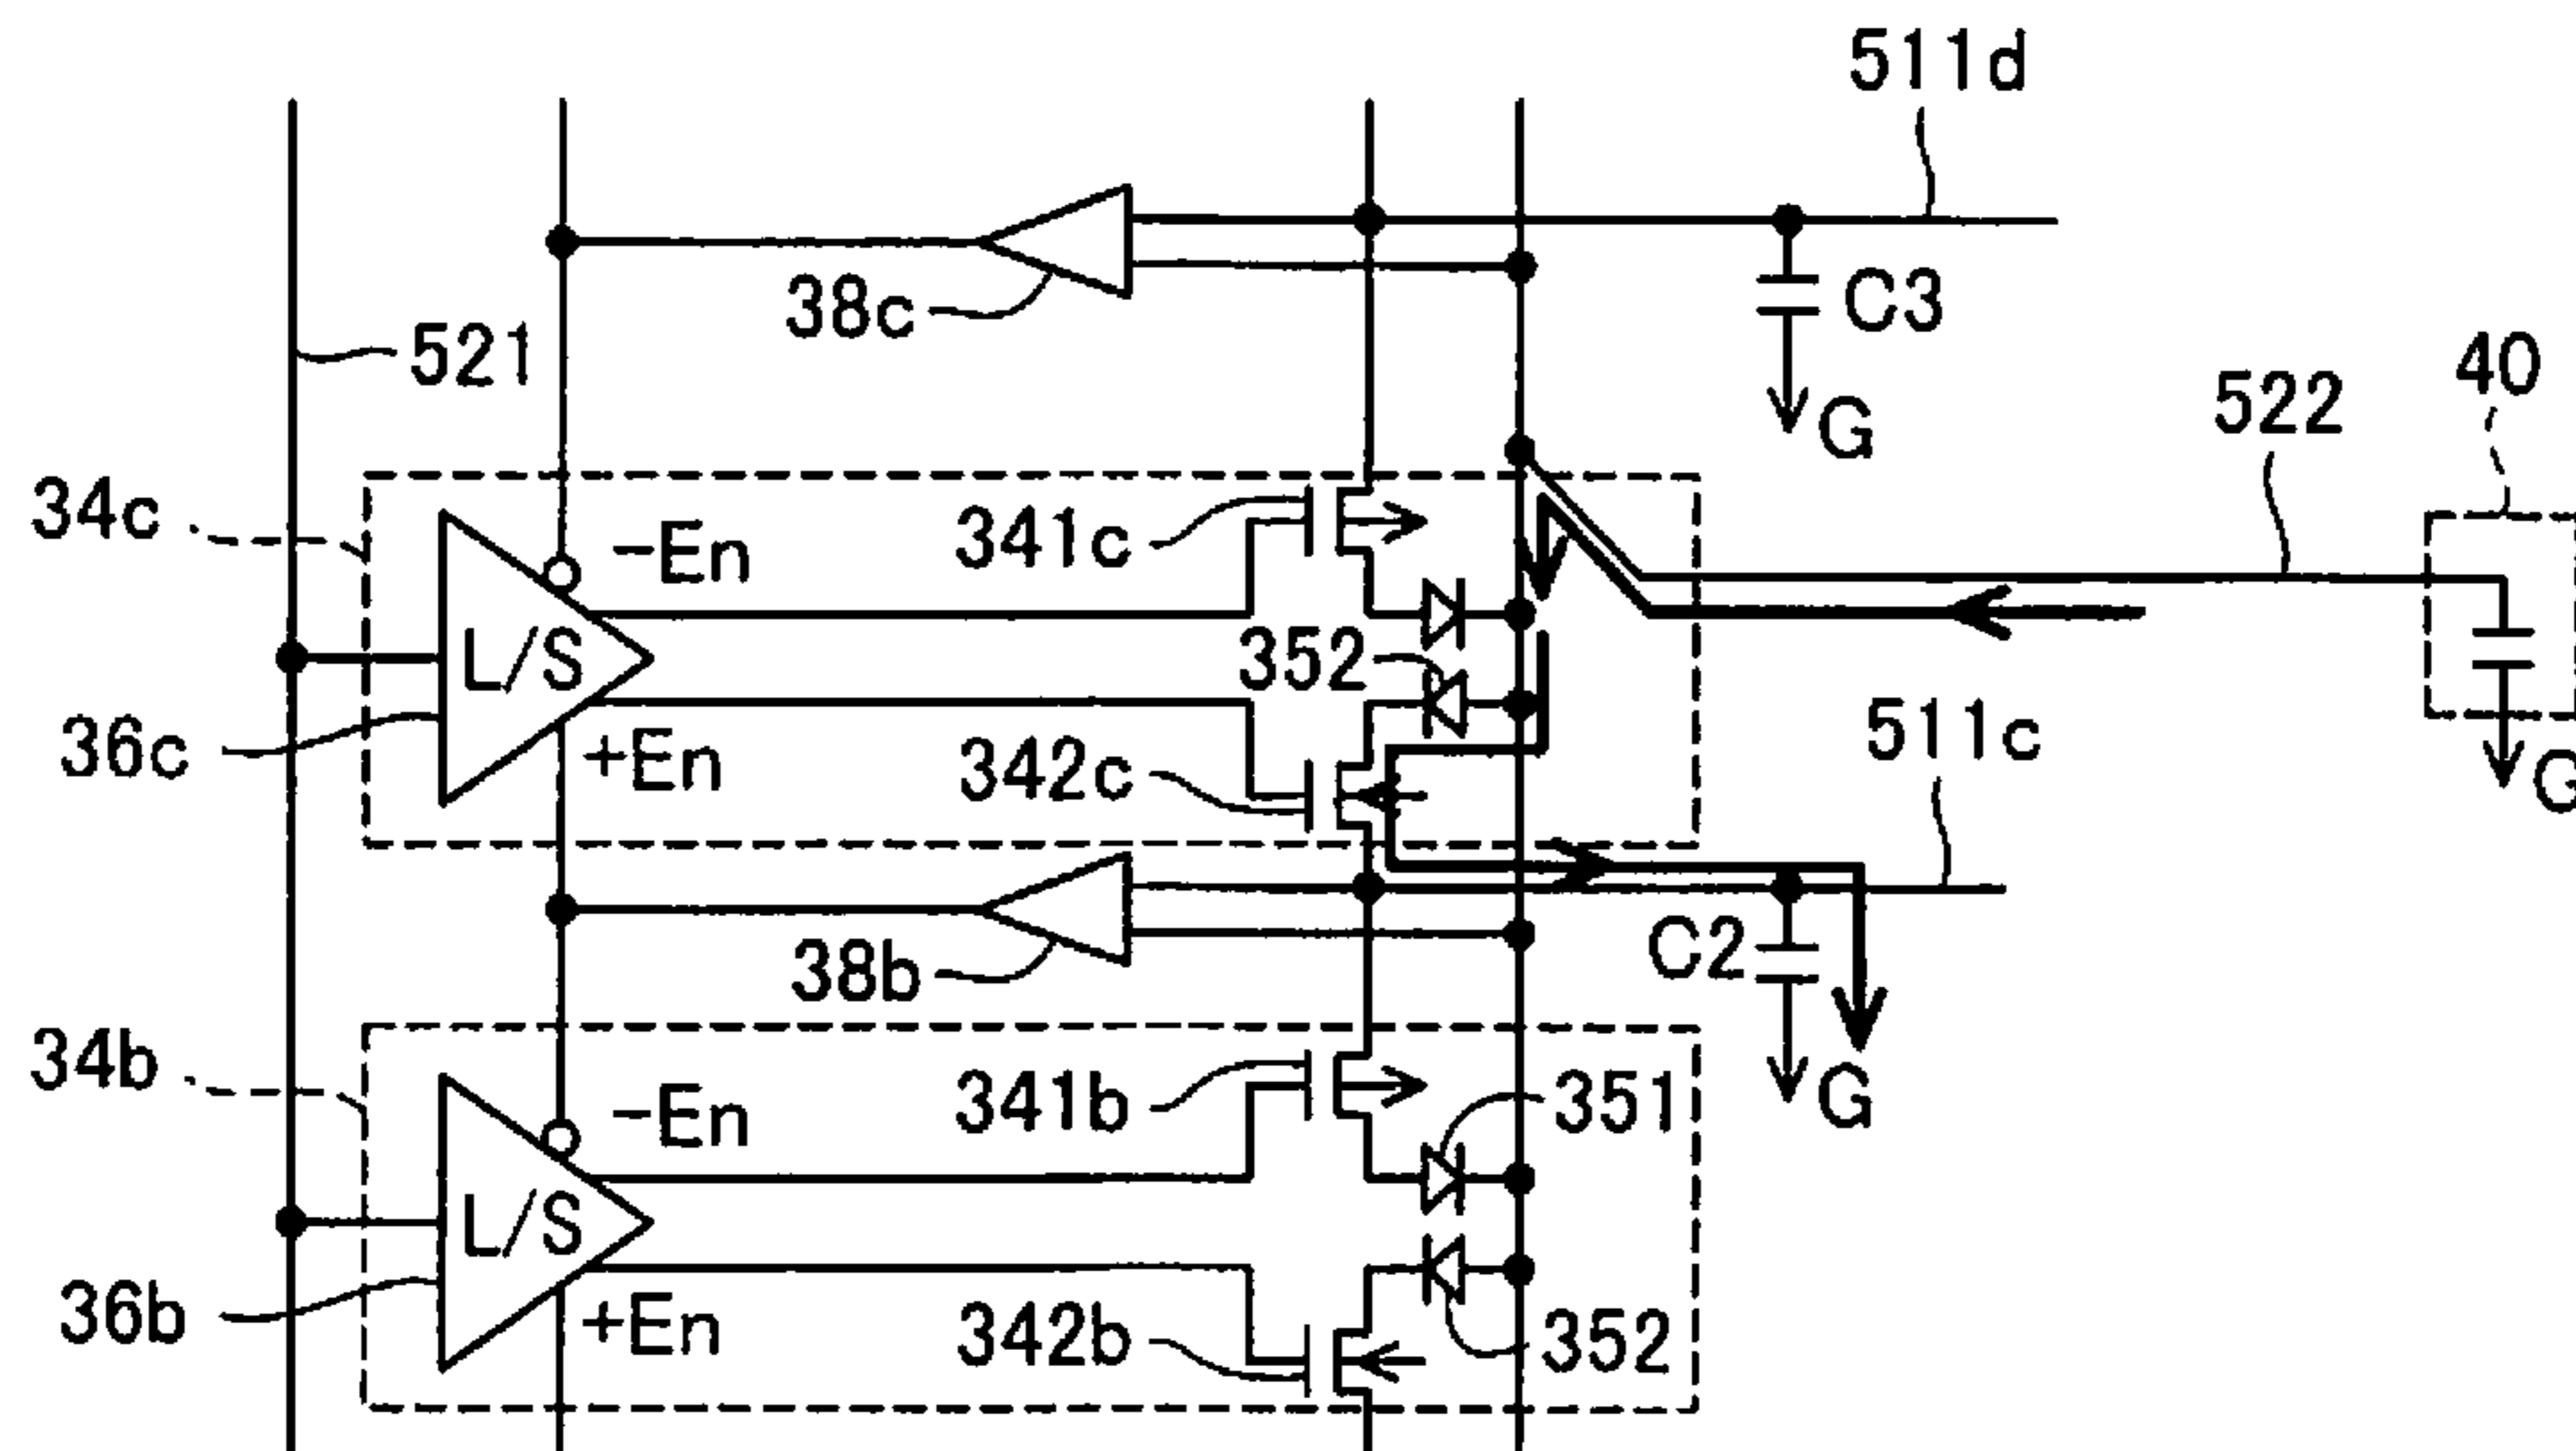 511d
38c
C3
521
G
40
522
34c
341c
-En
L/S
352
36c
+En
342c
511c
G
38b
C2
34b
-En
341b
351
G
L/S
36b
+En
342b
352